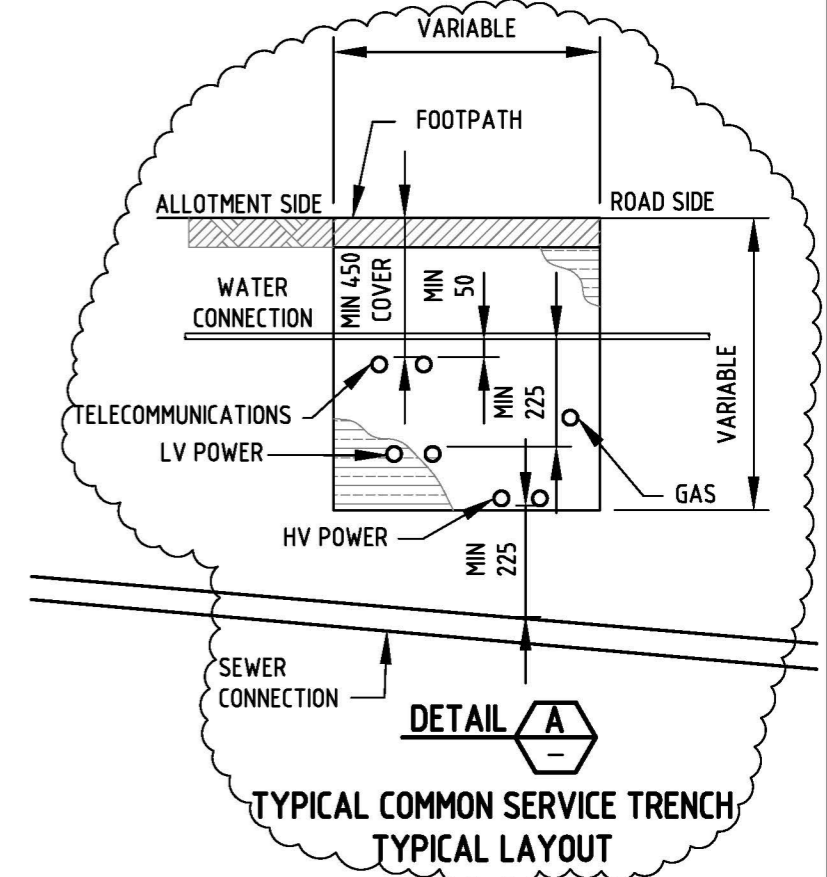 VARIABLE
FOOTPATH
ALLOTMENT SIDE
ROAD SIDE
MIN 450
COVER
MIN
50
WATER
CONNECTION
VARIABLE
MIN
225
TELECOMMUNICATIONS
LV POWER
GAS
HV POWER
MIN
225
SEWER
CONNECTION
DETAIL A
–
TYPICAL COMMON SERVICE TRENCH
TYPICAL LAYOUT